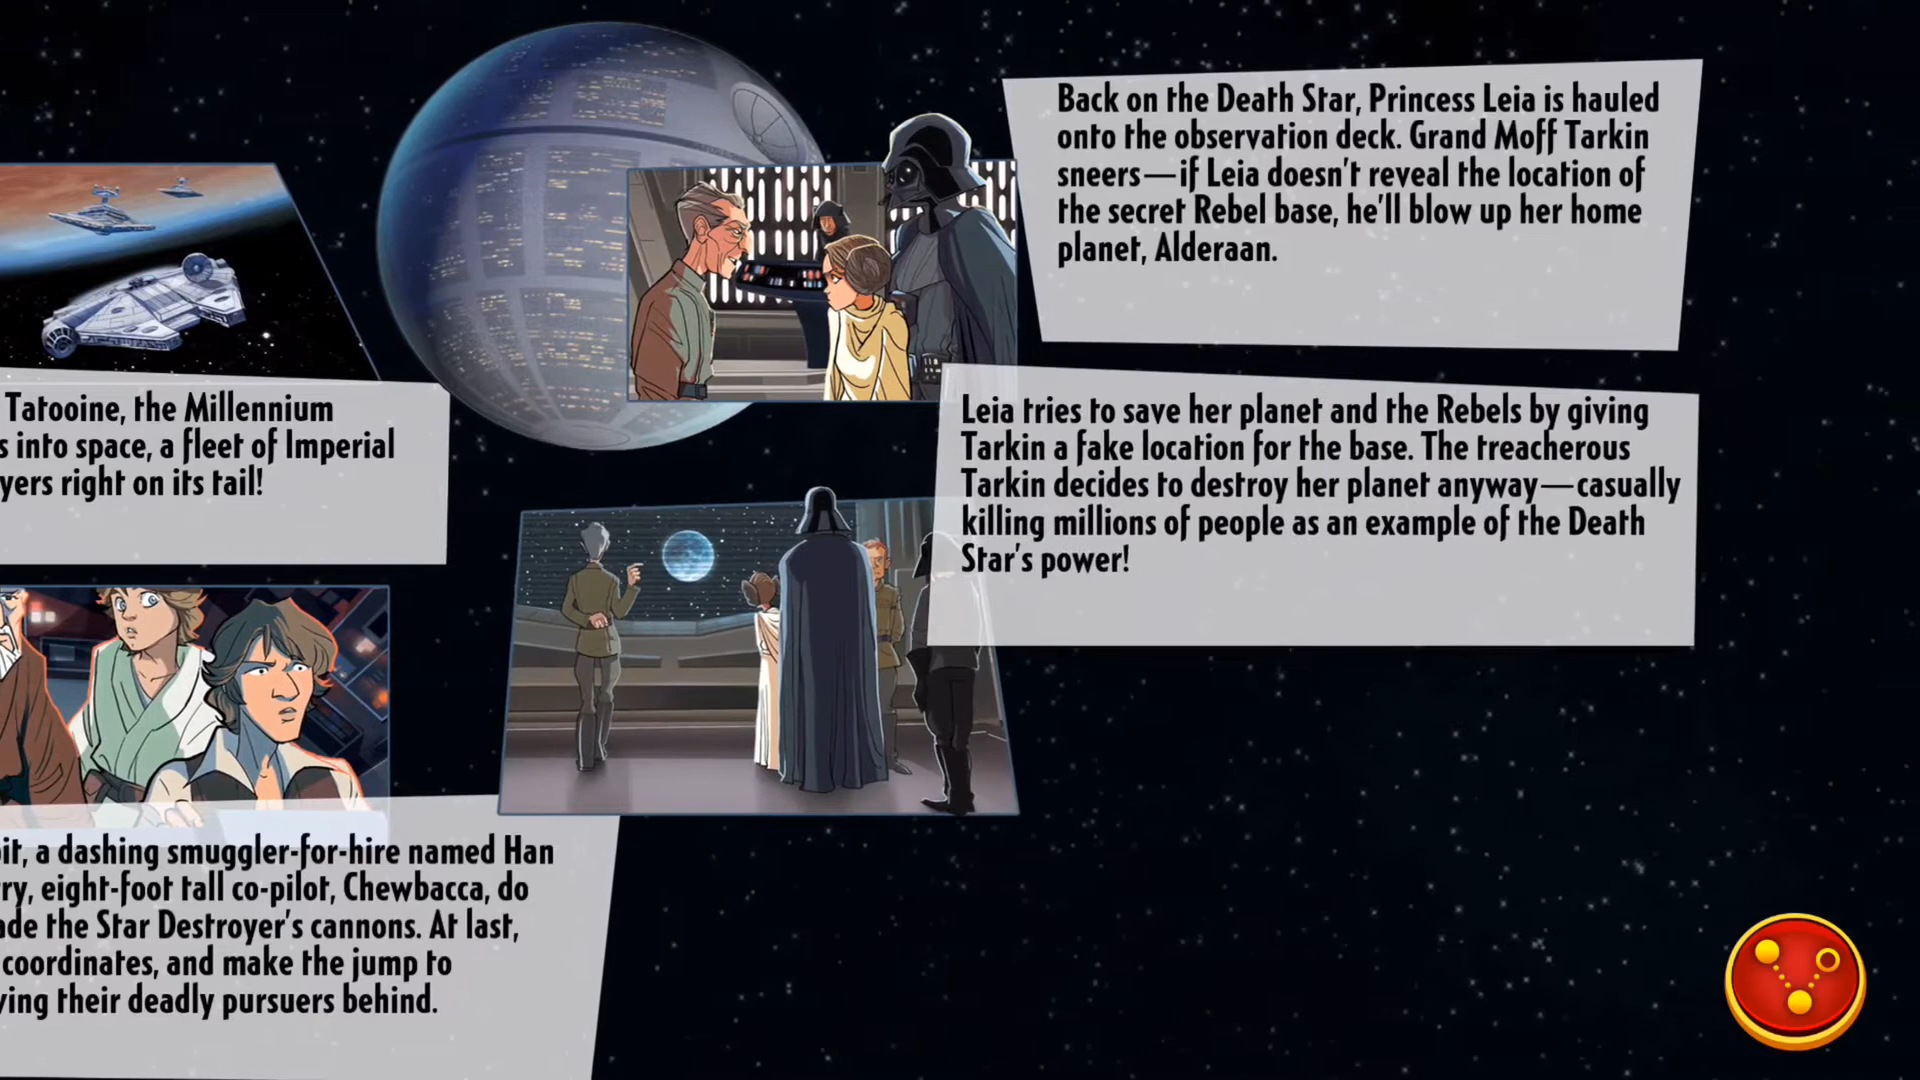 Back on the Death Star, Princess Leia is hauled
onto the observation deck. Grand Moff Tarkin
sneers—if Leia doesn't reveal the location of
the secret Rebel base, he'll blow up her home
planet, Alderaan.
Tatooine, the Millennium
into space, a fleet of Imperial
right on its tail!
Leia tries to save her planet and the Rebels by giving
Tarkin a fake location for the base. The treacherous
Tarkin decides to destroy her planet anyway—casually
killing millions of people as an example of the Death
Star's power!
a dashing smuggler-for-hire named Han
eight-foot tall co-pilot, Chewbacca, do
the Star Destroyer's cannons. At last,
coordinates, and make the jump to
their deadly pursuers behind.